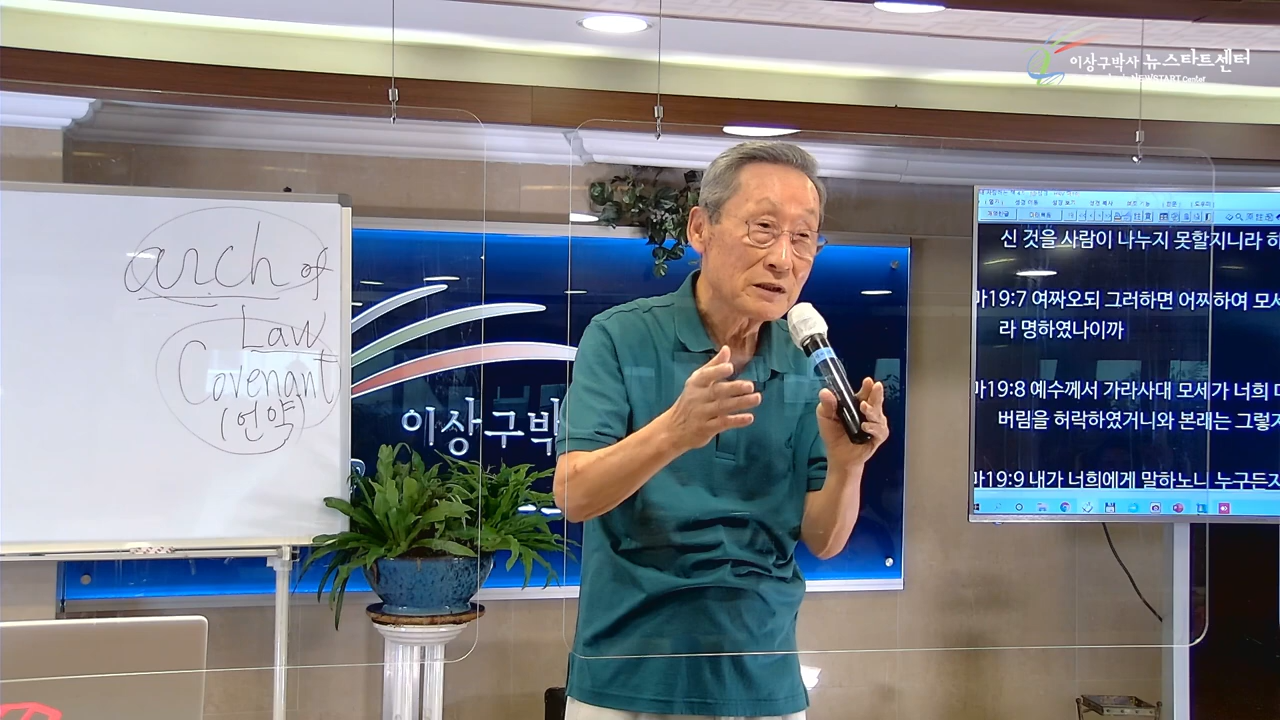 이상구박사 뉴스타트센터
NEWSTART Center
arch of
Law
Covenant
(언약)
이상구박
신 것을 사람이 나누지 못할지니라 하
마19:7 여짜오되 그러하면 어찌하여 모세
라 명하였나이까
마19:8 예수께서 가라사대 모세가 너희
버림을 허락하였거니와 본래는 그렇지
마19:9 내가 너희에게 말하노니 누구든지